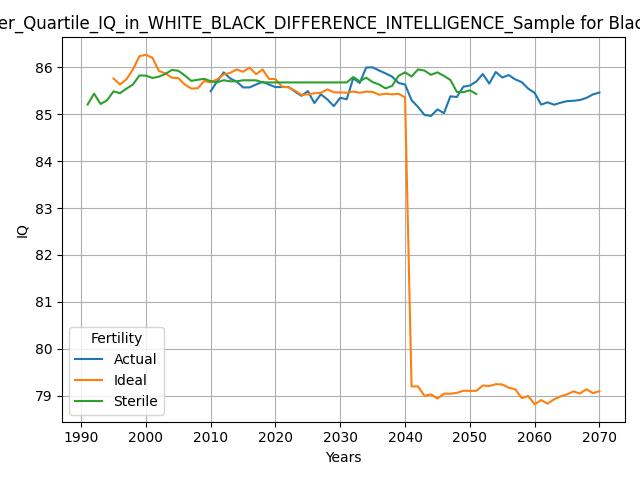 er_Quartile_IQ_in_WHITE_BLACK_DIFFERENCE_INTELLIGENCE_Sample for Blac
86
85
84
83
82
81
80
79
IQ
Fertility
Actual
Ideal
Sterile
1990 2000 2010 2020 2030 2040 2050 2060 2070
Years